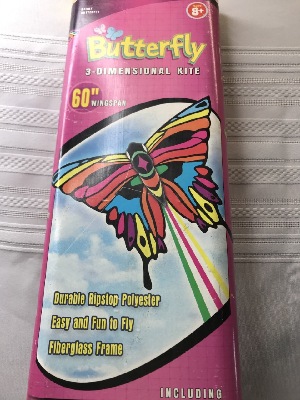 Butterfly
3-DIMENSIONAL KITE
8+
60" WINGSPAN
Durable Ripstop Polyester
Easy and Fun to Fly
Fiberglass Frame
INCLUDING